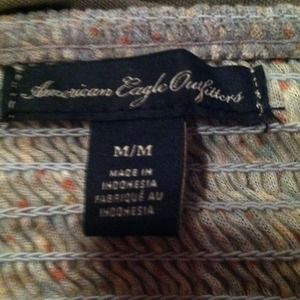 American Eagle Outfitters
M/M
MADE IN
INDONESIA
FABRIQUÉ AU
INDONESIA